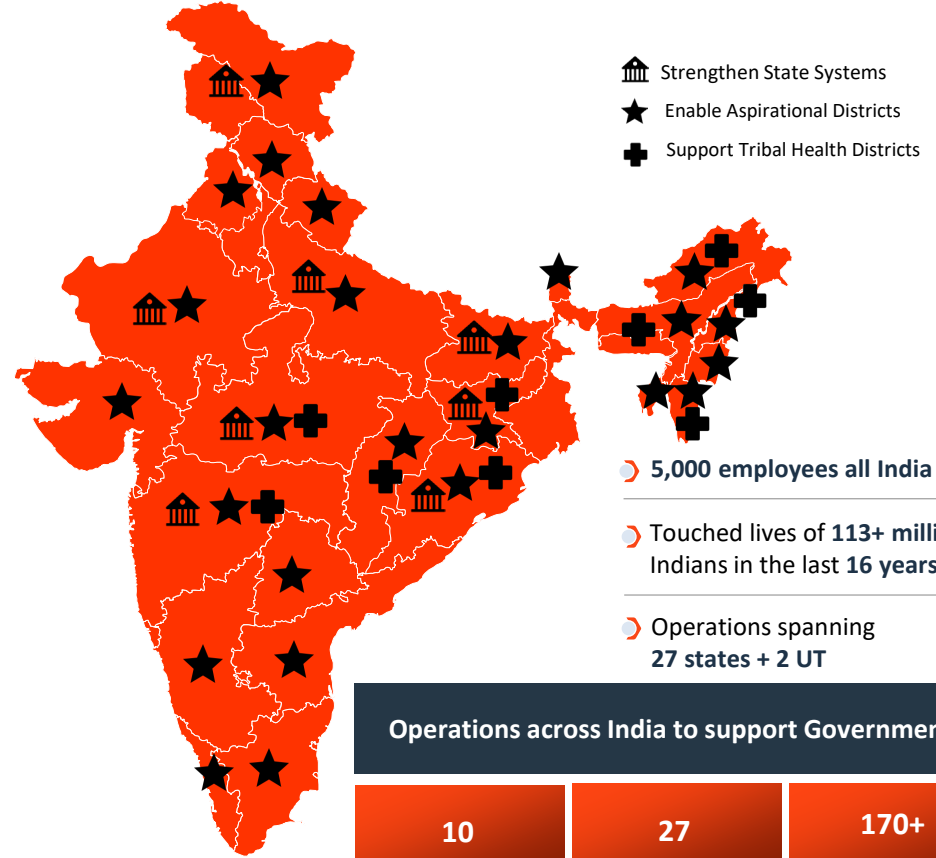 Strengthen State Systems
Enable Aspirational Districts
Support Tribal Health Districts
5,000 employees all India
Touched lives of 113+ milli
Indians in the last 16 years
Operations spanning
27 states + 2 UT
Operations across India to support Governmen
10
27
170+